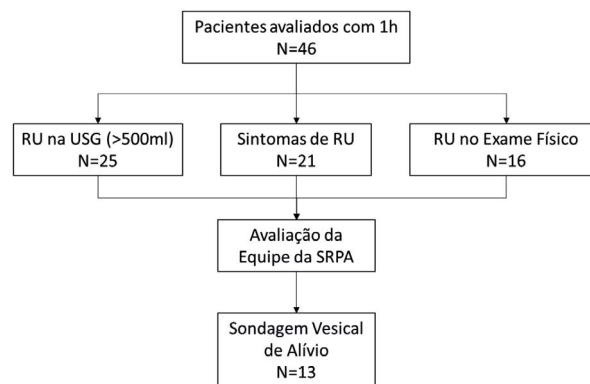 Pacientes avaliados com 1h
N=46
RU na USG (>500ml)
N=25
Sintomas de RU
N=21
RU no Exame Físico
N=16
Avaliação da
Equipe da SRPA
Sondagem Vesical
de Alívio
N=13